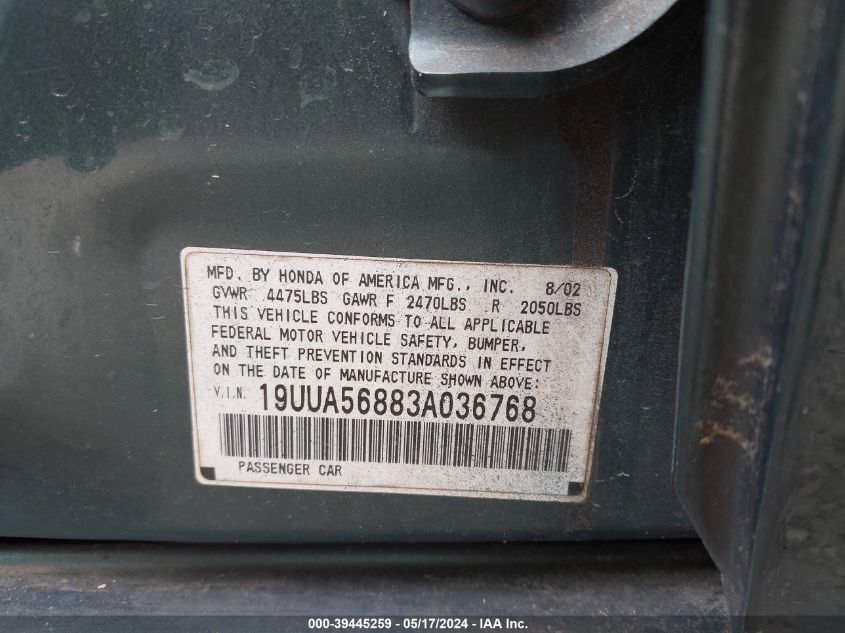 MFD. BY HONDA OF AMERICA MFG., INC. 8/02
GVWR 4475LBS GAWR F 2470LBS R 2050LBS
THIS VEHICLE CONFORMS TO ALL APPLICABLE
FEDERAL MOTOR VEHICLE SAFETY, BUMPER,
AND THEFT PREVENTION STANDARDS IN EFFECT
ON THE DATE OF MANUFACTURE SHOWN ABOVE:
V.I.N. 19UUA56883A036768
PASSENGER CAR
000-39445259 - 05/17/2024 - IAA Inc.